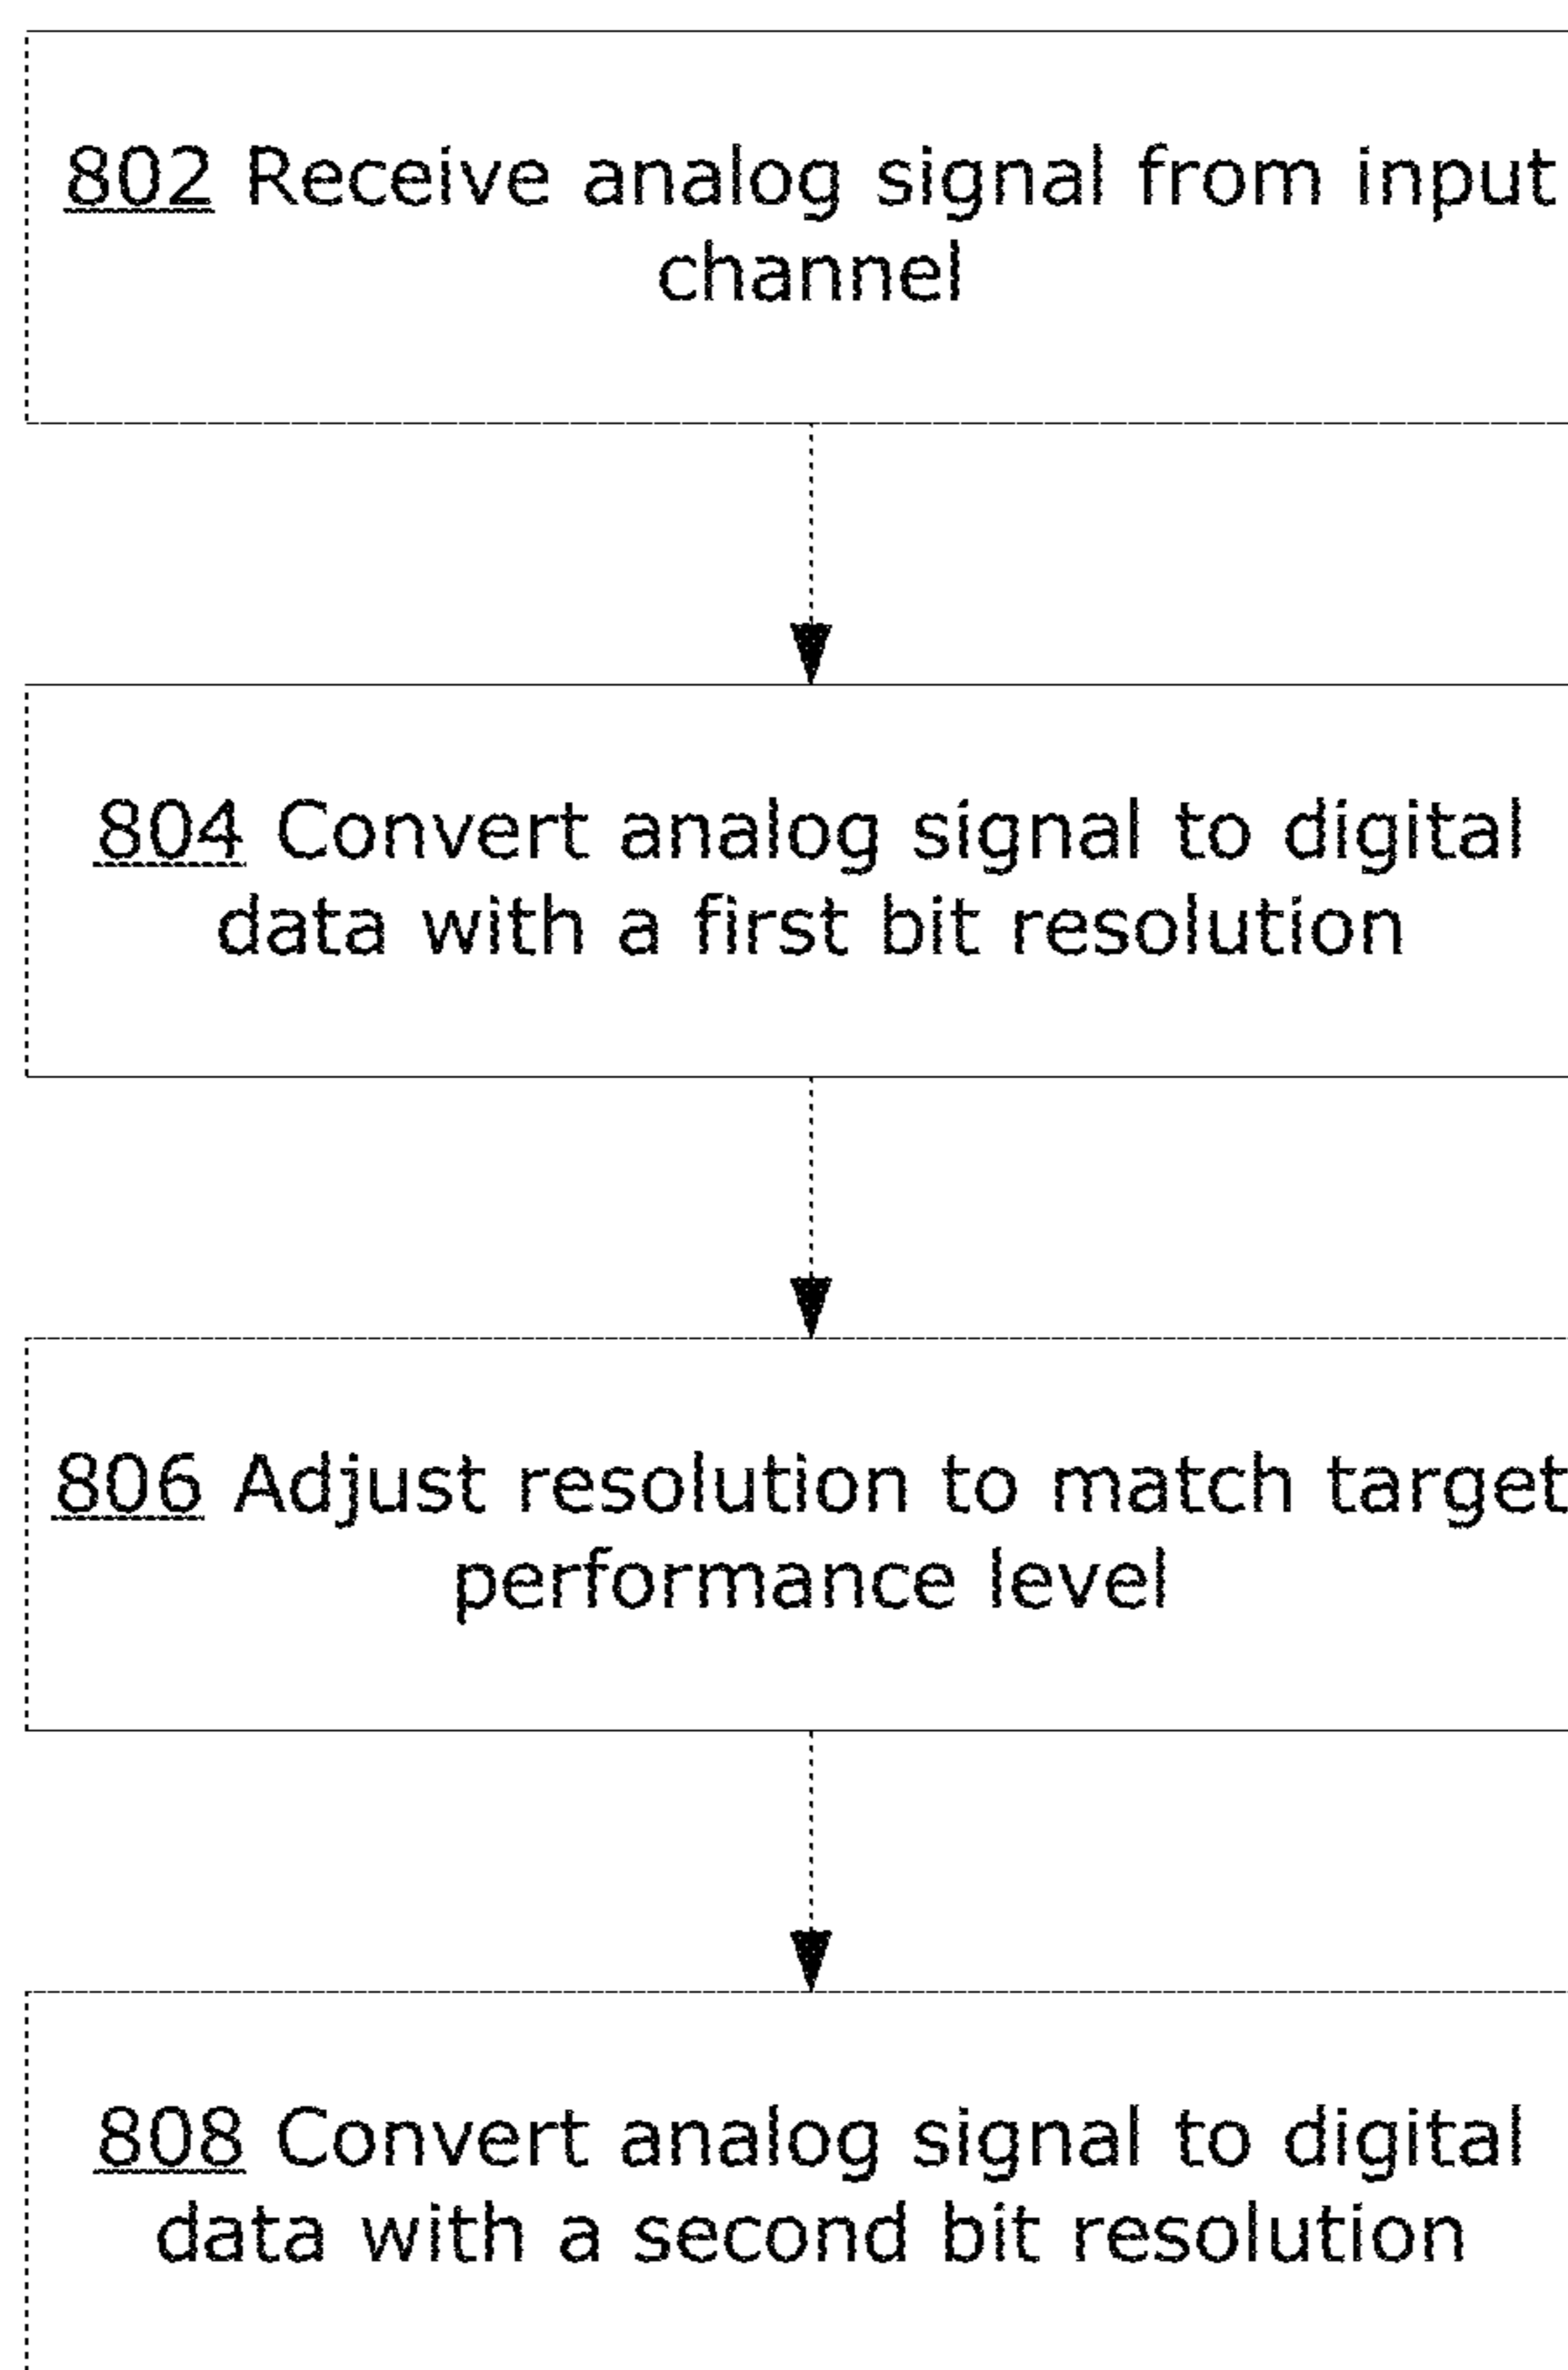 802 Receive analog signal from input
channel
804 Convert analog signal to digital
data with a first bit resolution
806 Adjust resolution to match target
performance level
808 Convert analog signal to digital
data with a second bit resolution